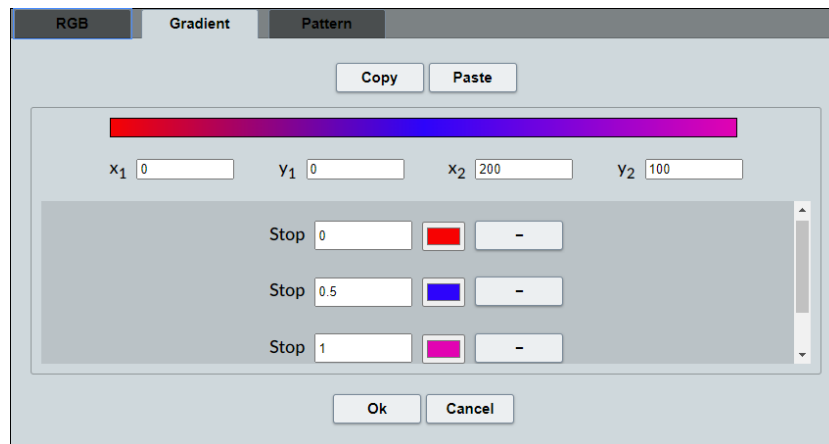 RGB Gradient Pattern
Copy Paste
x1 0 y1 0 x2 200 y2 100
Stop 0 -
Stop 0.5 -
Stop 1 -
Ok Cancel